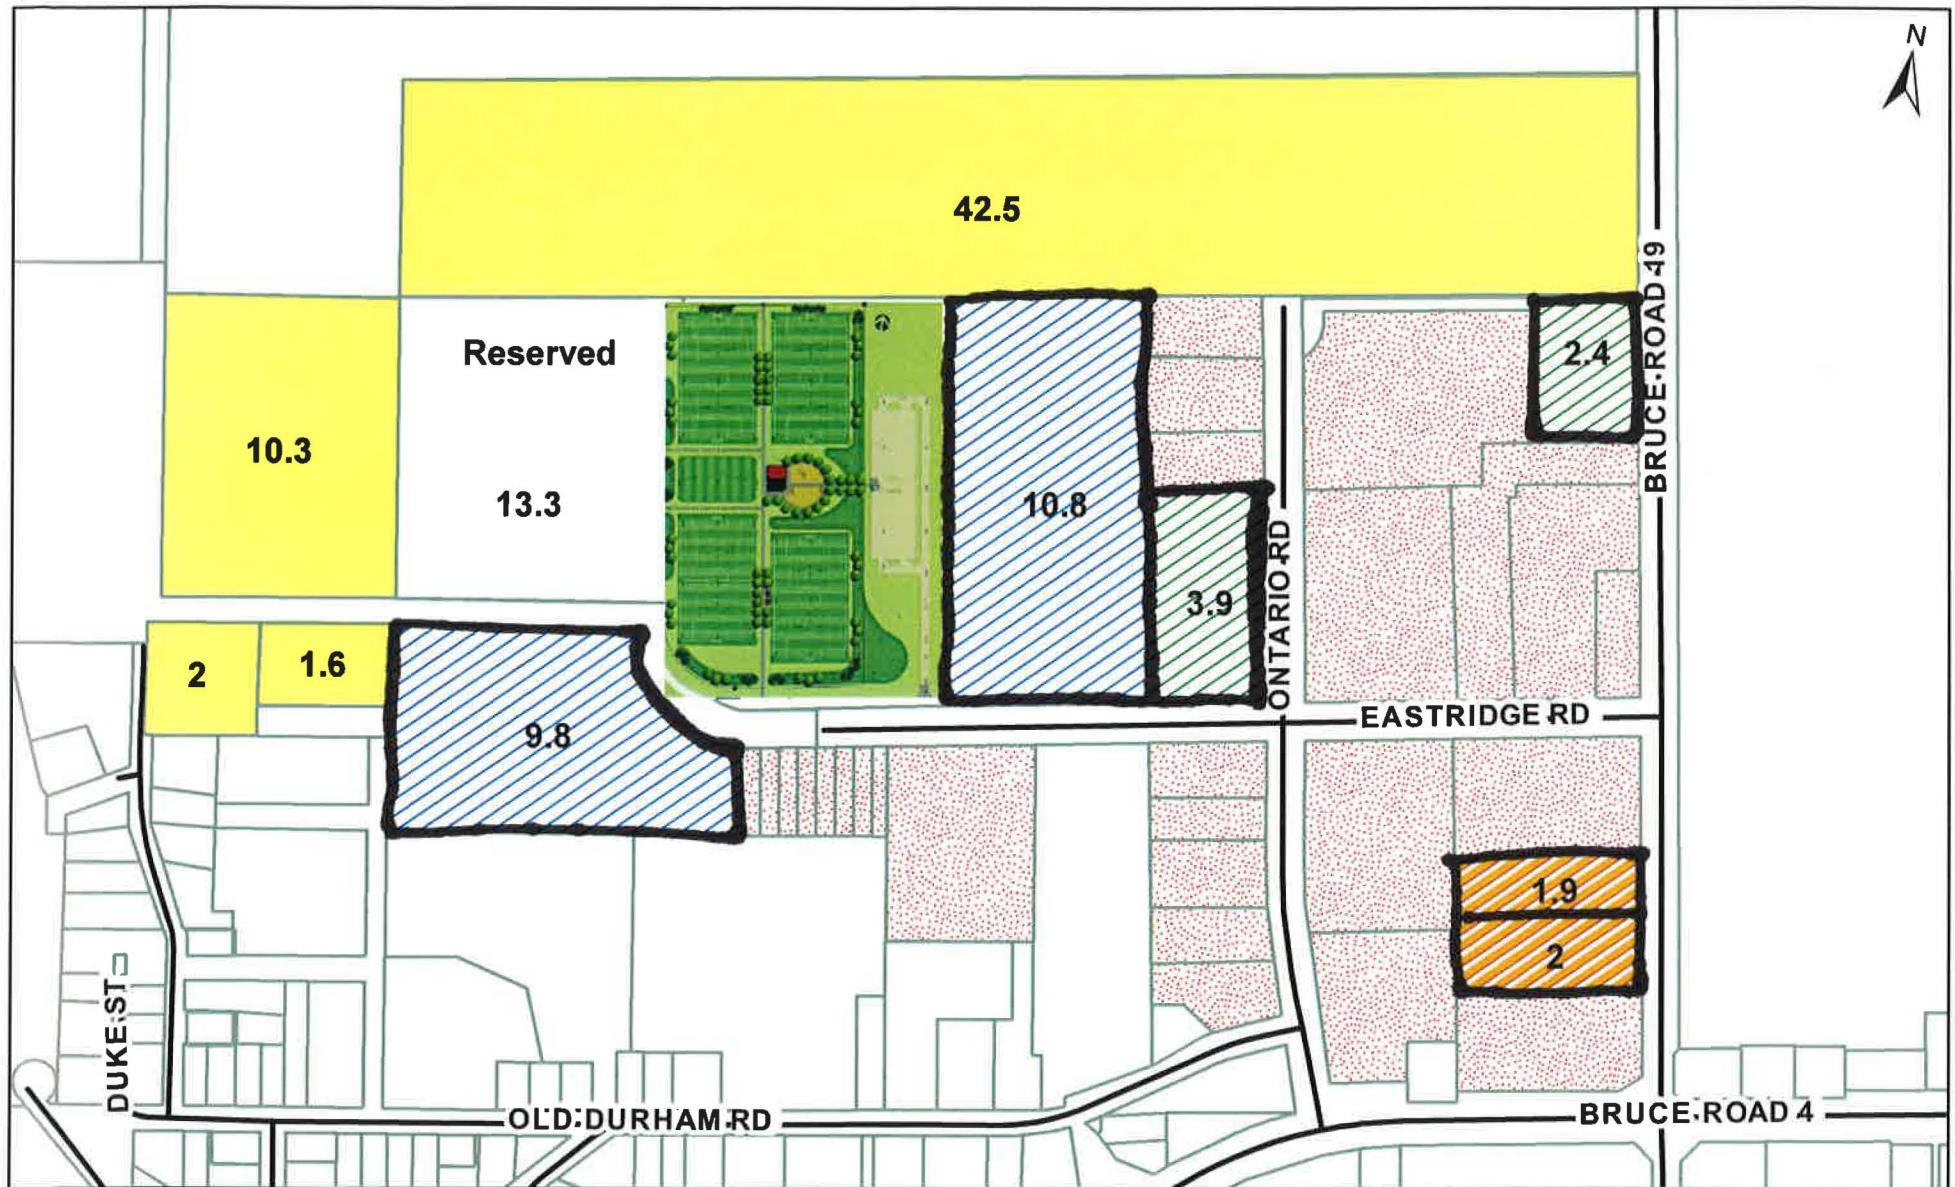 N
42.5
BRUCE ROAD 49
Reserved
2.4
10.3
13.3
10.8
3.9
ONTARIO RD
2
1.6
9.8
EASTRIDGE RD
1.9
2
DUKE ST
OLD DURHAM RD
BRUCE ROAD 4